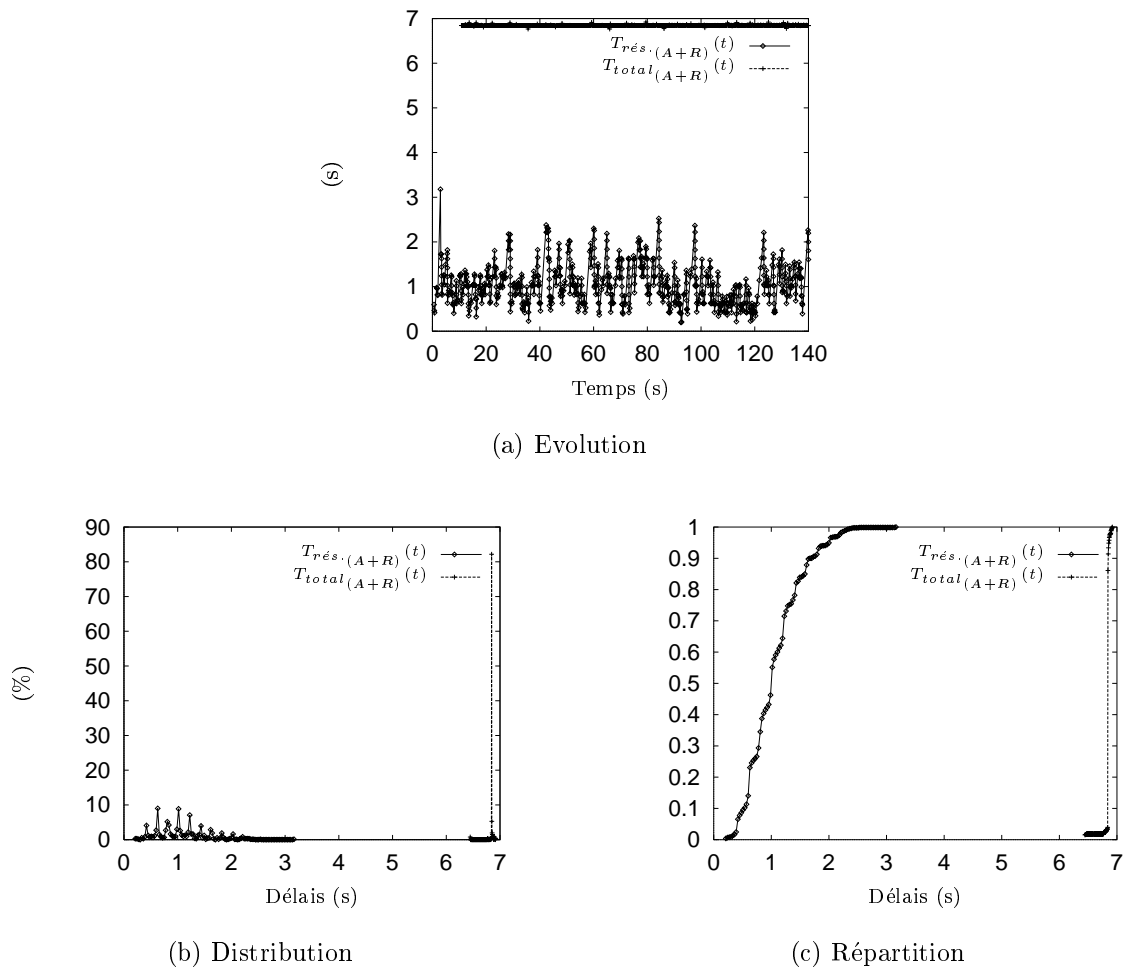 7
T_{rés.(A+R)}(t)
6
T_{total(A+R)}(t)
5
4
(s)
3
2
1
0
0 20 40 60 80 100 120 140
Temps (s)
(a) Evolution
90
T_{rés.(A+R)}(t)
80
T_{total(A+R)}(t)
70
60
50
(%)
40
30
20
10
0
0 1 2 3 4 5 6 7
Délais (s)
(b) Distribution
1
T_{rés.(A+R)}(t)
0.9
T_{total(A+R)}(t)
0.8
0.7
0.6
0.5
0.4
0.3
0.2
0.1
0
0 1 2 3 4 5 6 7
Délais (s)
(c) Répartition